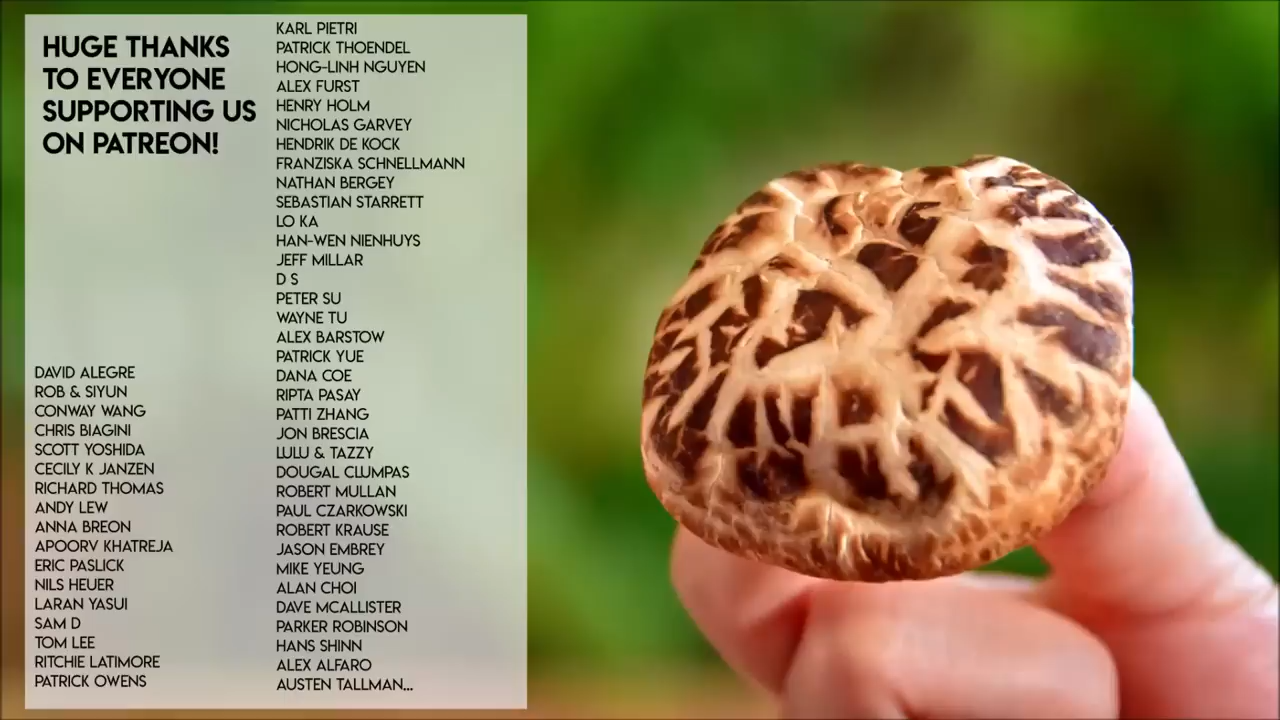 HUGE THANKS
TO EVERYONE
SUPPORTING US
ON PATREON!
DAVID ALEGRE
ROB & SIYUN
CONWAY WANG
CHRIS BIAGINI
SCOTT YOSHIDA
CECILY K JANZEN
RICHARD THOMAS
ANDY LEW
ANNA BREON
APOORV KHATREJA
ERIC PASLICK
NILS HEUER
LARAN YASUI
SAM D
TOM LEE
RITCHIE LATIMORE
PATRICK OWENS
KARL PIETRI
PATRICK THOENDEL
HONG-LINH NGUYEN
ALEX FURST
HENRY HOLM
NICHOLAS GARVEY
HENDRIK DE KOCK
FRANZISKA SCHNELLMANN
NATHAN BERGEY
SEBASTIAN STARRETT
LO KA
HAN-WEN NIENHUYS
JEFF MILLAR
D S
PETER SU
WAYNE TU
ALEX BARSTOW
PATRICK YUE
DANA COE
RIPTA PASAY
PATTI ZHANG
JON BRESCIA
LULU & TAZZY
DOUGAL CLUMPAS
ROBERT MULLAN
PAUL CZARKOWSKI
ROBERT KRAUSE
JASON EMBREY
MIKE YEUNG
ALAN CHOI
DAVE MCALLISTER
PARKER ROBINSON
HANS SHINN
ALEX ALFARO
AUSTEN TALLMAN...